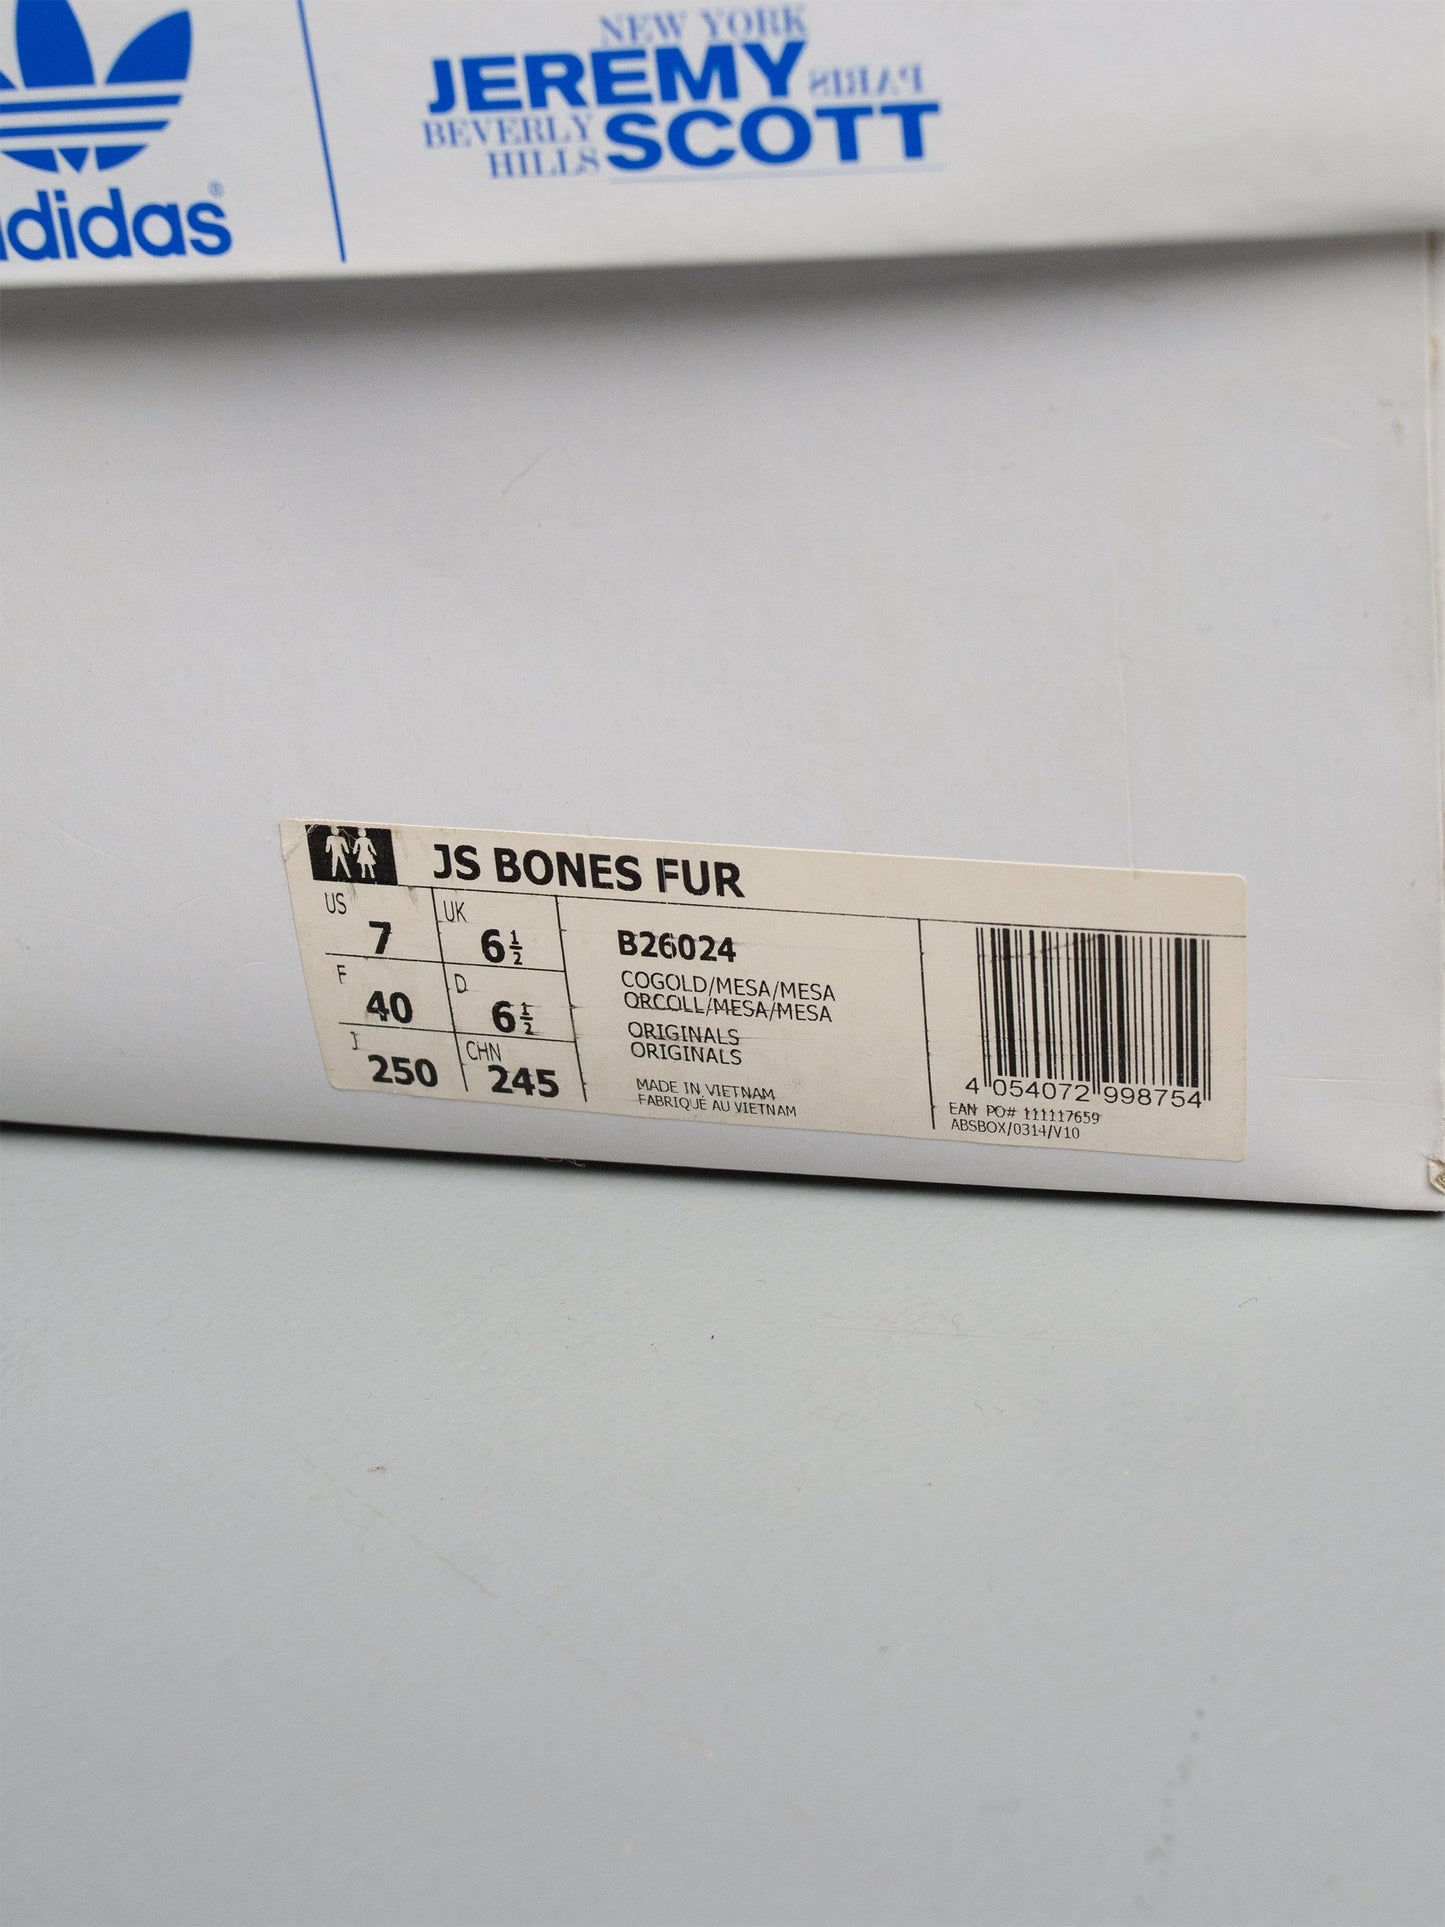 NEW YORK
JEREMY
PARIS
BEVERLY
SCOTT
HILLS
didas®
JS BONES FUR
US
7
UK
6½
F
40
D
6½
J
250
CHN
245
B26024
COGOLD/MESA/MESA
ORCOLL/MESA/MESA
ORIGINALS
ORIGINALS
MADE IN VIETNAM
FABRIQUÉ AU VIETNAM
4 054072 998754
EAN PO# 111117659
ABSBOX/0314/V10